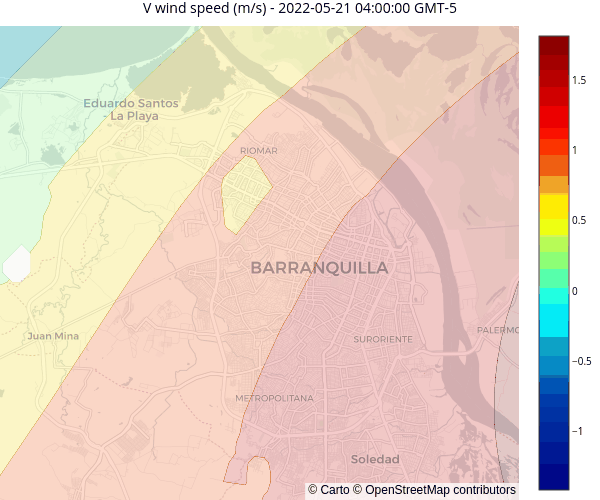 V wind speed (m/s) - 2022-05-21 04:00:00 GMT-5
1.5
Eduardo Santos
- La Playa
RIOMAR
1
0.5
BARRANQUILLA
0
Juan Mina
SURORIENTE
PALERMO
−0.5
METROPOLITANA
−1
Soledad
© Carto © OpenStreetMap contributors